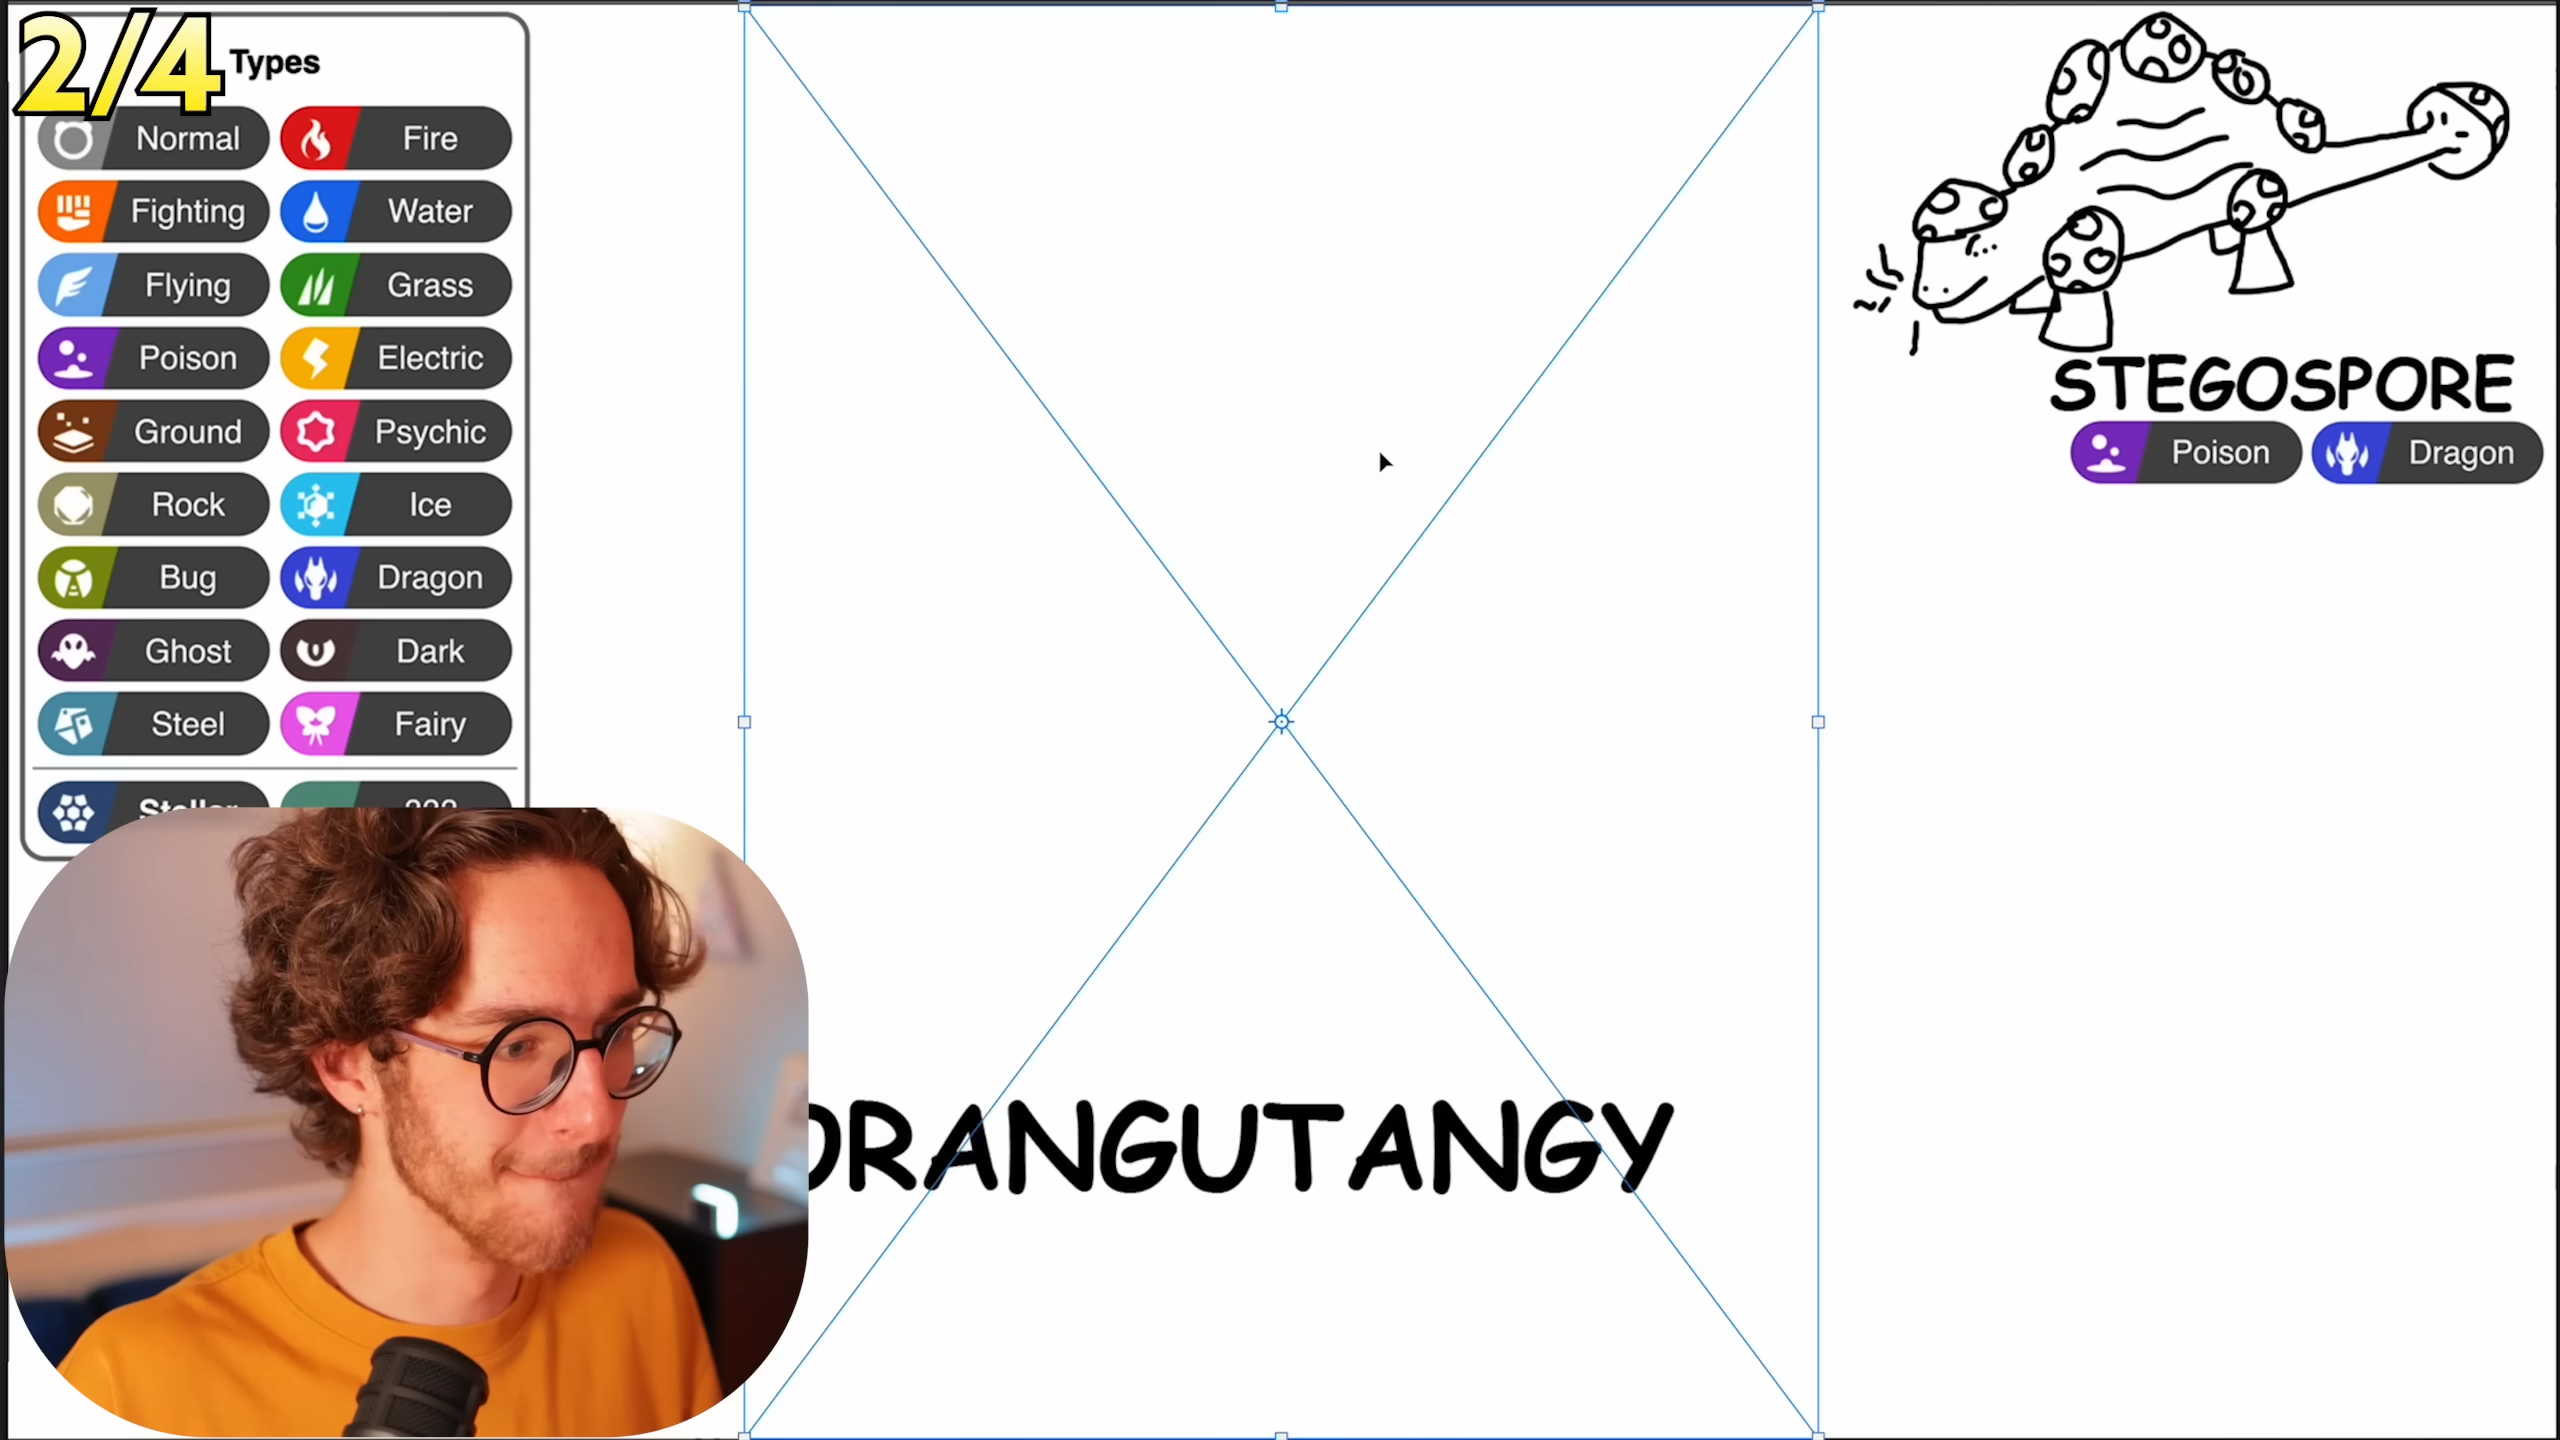 2/4
Types
Normal Fire
Fighting Water
Flying Grass
Poison Electric
Ground Psychic
Rock Ice
Bug Dragon
Ghost Dark
Steel Fairy
STEGOSPORE
Poison Dragon
ORANGUTANGY